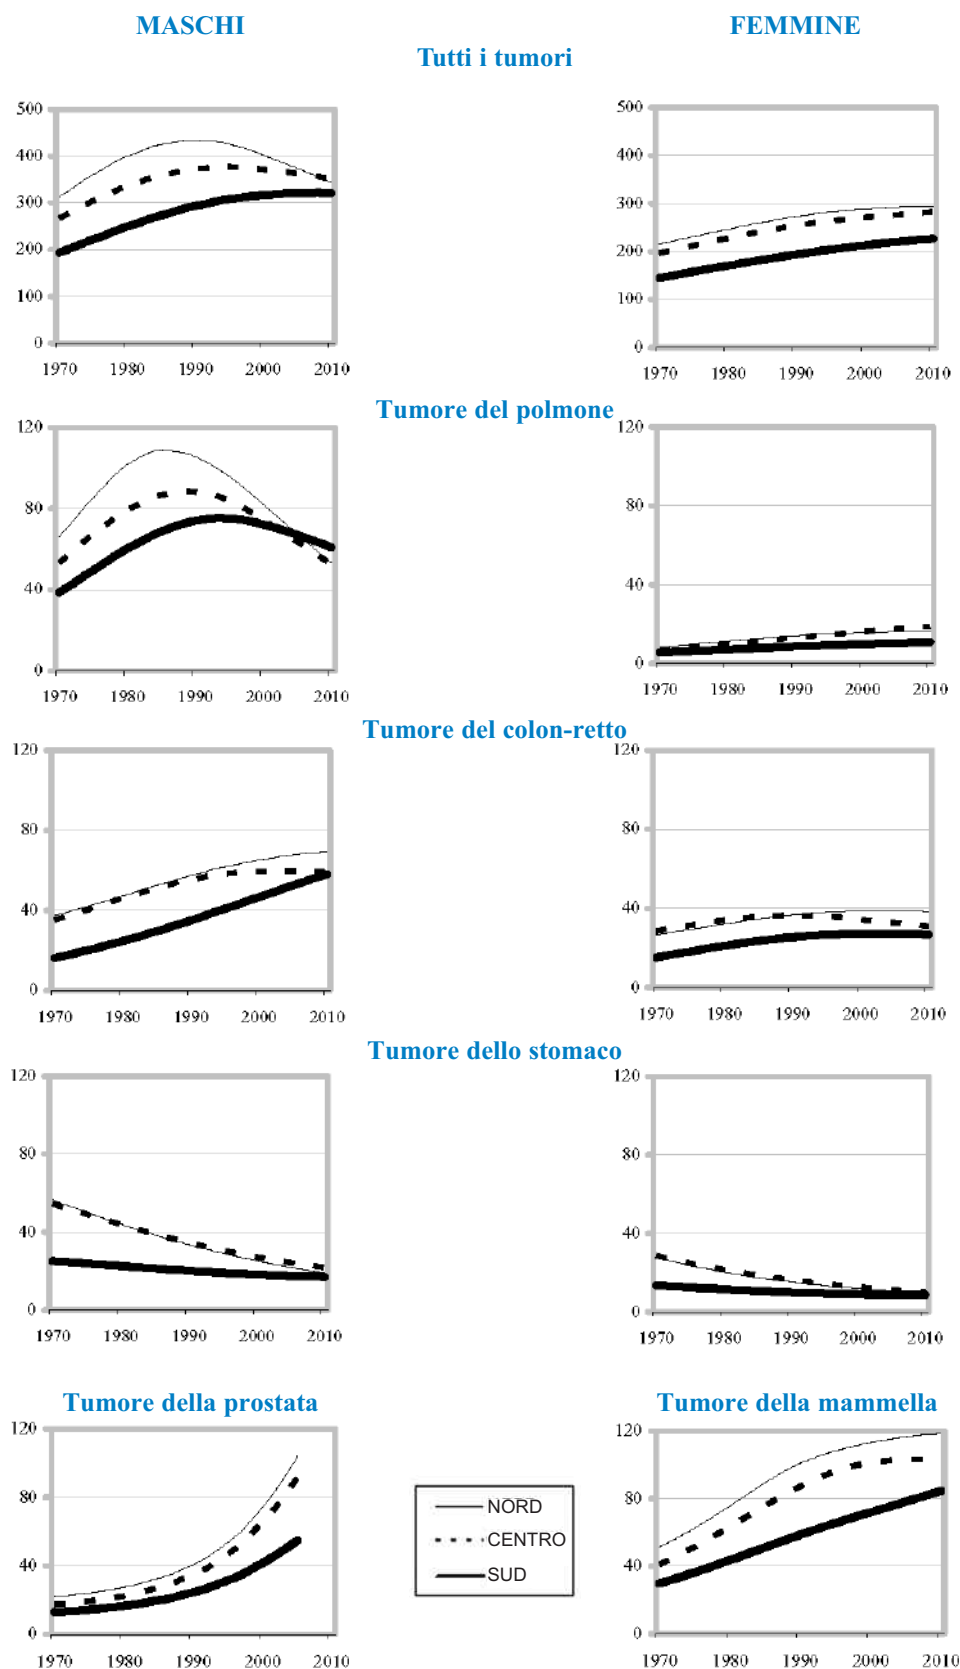 MASCHI FEMMINE
Tutti i tumori
500 500
400 400
300 300
200 200
100 100
0 0
1970 1980 1990 2000 2010 1970 1980 1990 2000 2010
Tumore del polmone
120 120
80 80
40 40
0 0
1970 1980 1990 2000 2010 1970 1980 1990 2000 2010
Tumore del colon-retto
120 120
80 80
40 40
0 0
1970 1980 1990 2000 2010 1970 1980 1990 2000 2010
Tumore dello stomaco
120 120
80 80
40 40
0 0
1970 1980 1990 2000 2010 1970 1980 1990 2000 2010
Tumore della prostata Tumore della mammella
120 120
80 80
40 40
0 0
1970 1980 1990 2000 2010 1970 1980 1990 2000 2010
NORD
CENTRO
SUD